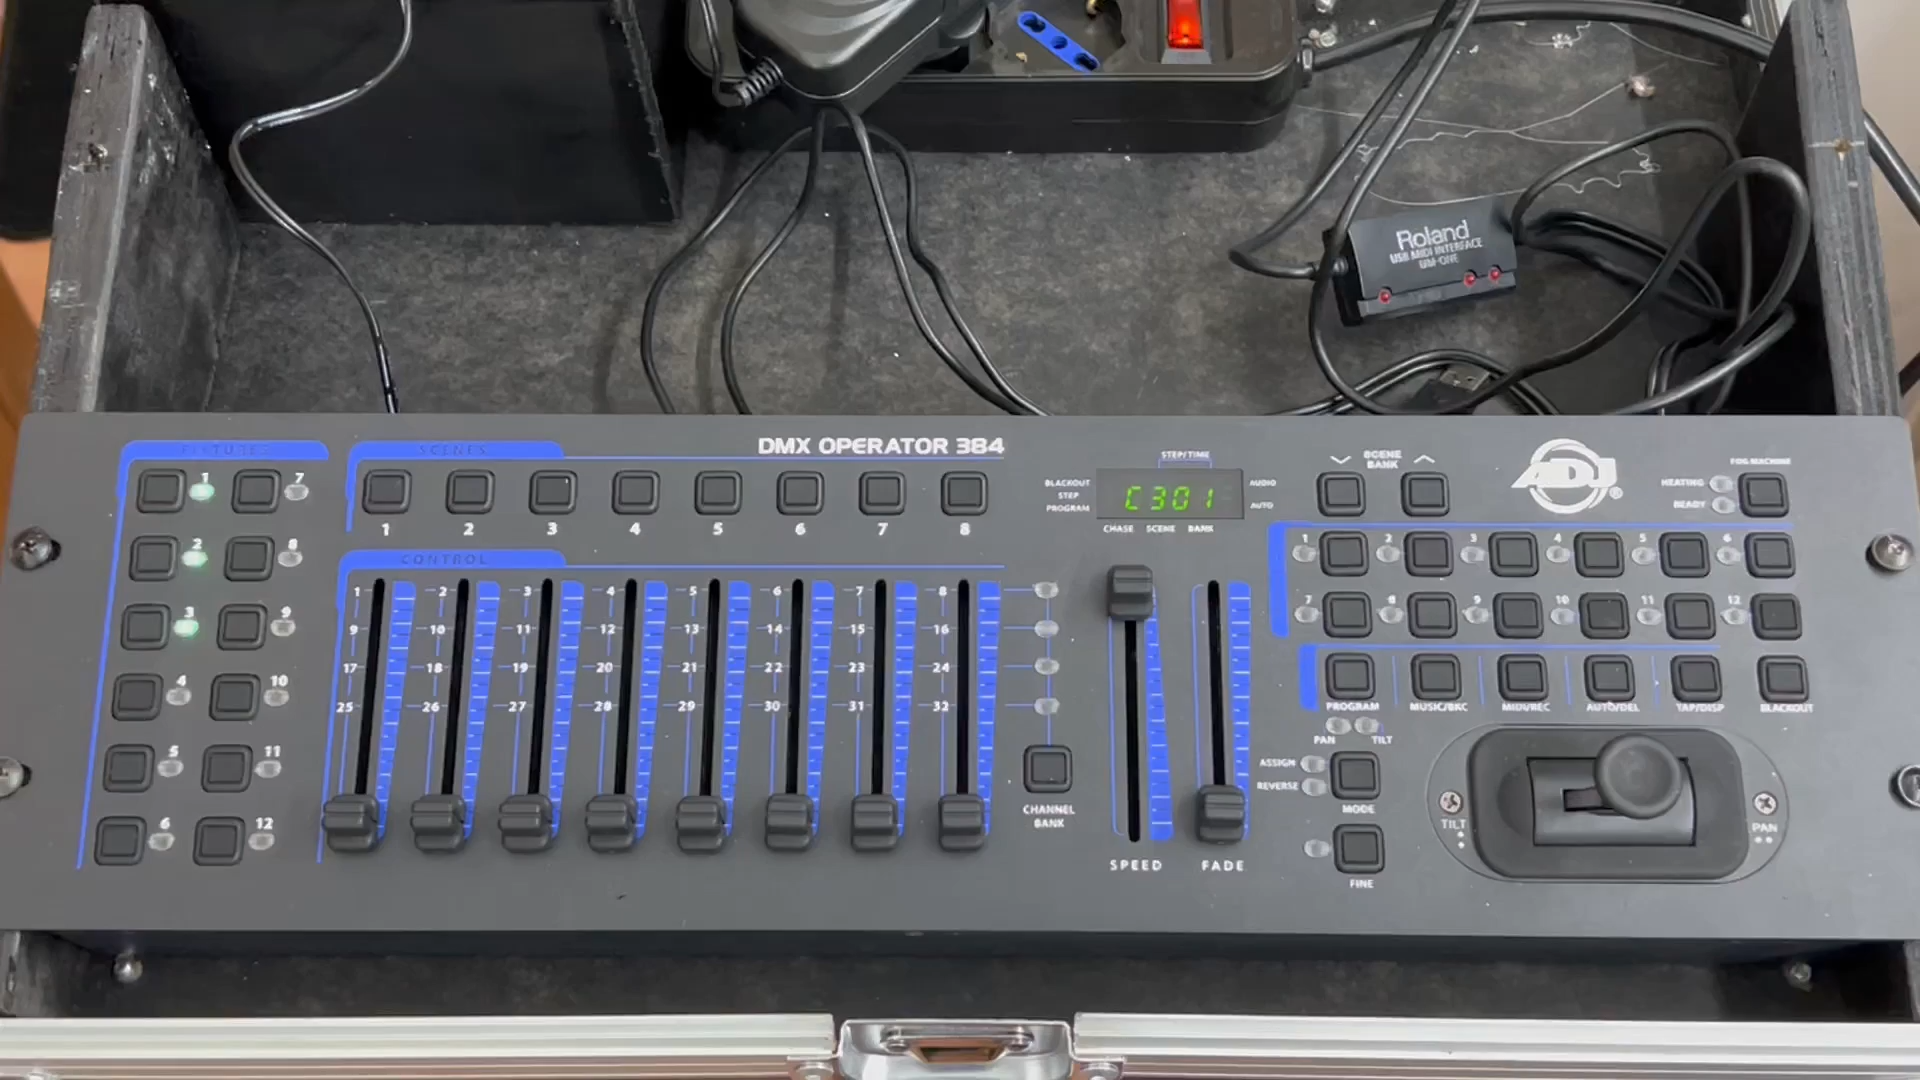 Roland
USB MIDI INTERFACE
UM-ONE
DMX OPERATOR 384
FIXTURES
1
7
2
8
3
9
4
10
5
11
6
12
SCENES
1 2 3 4 5 6 7 8
CONTROL
1 2 3 4 5 6 7 8
9 10 11 12 13 14 15 16
17 18 19 20 21 22 23 24
25 26 27 28 29 30 31 32
CHANNEL
BANK
STEP/TIME
BLACKOUT
STEP
PROGRAM
C301
AUDIO
AUTO
CHASE SCENE BANK
SPEED FADE
SCENE
BANK
ADJ®
FOG MACHINE
HEATING
READY
1 2 3 4 5 6
7 8 9 10 11 12
PROGRAM MUSIC/BKC MIDI/REC AUTO/DEL TAP/DISP BLACKOUT
PAN TILT
ASSIGN
REVERSE
MODE
FINE
TILT
PAN